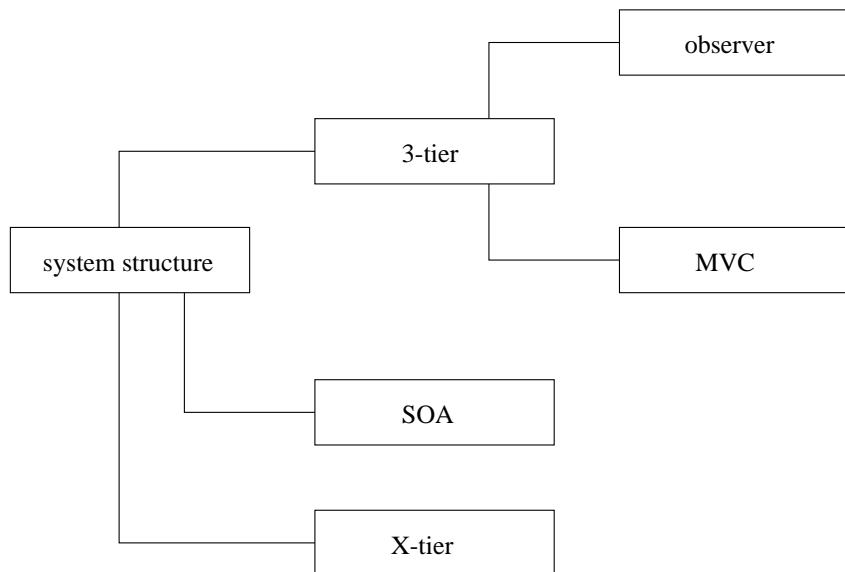 observer
3-tier
system structure
MVC
SOA
X-tier